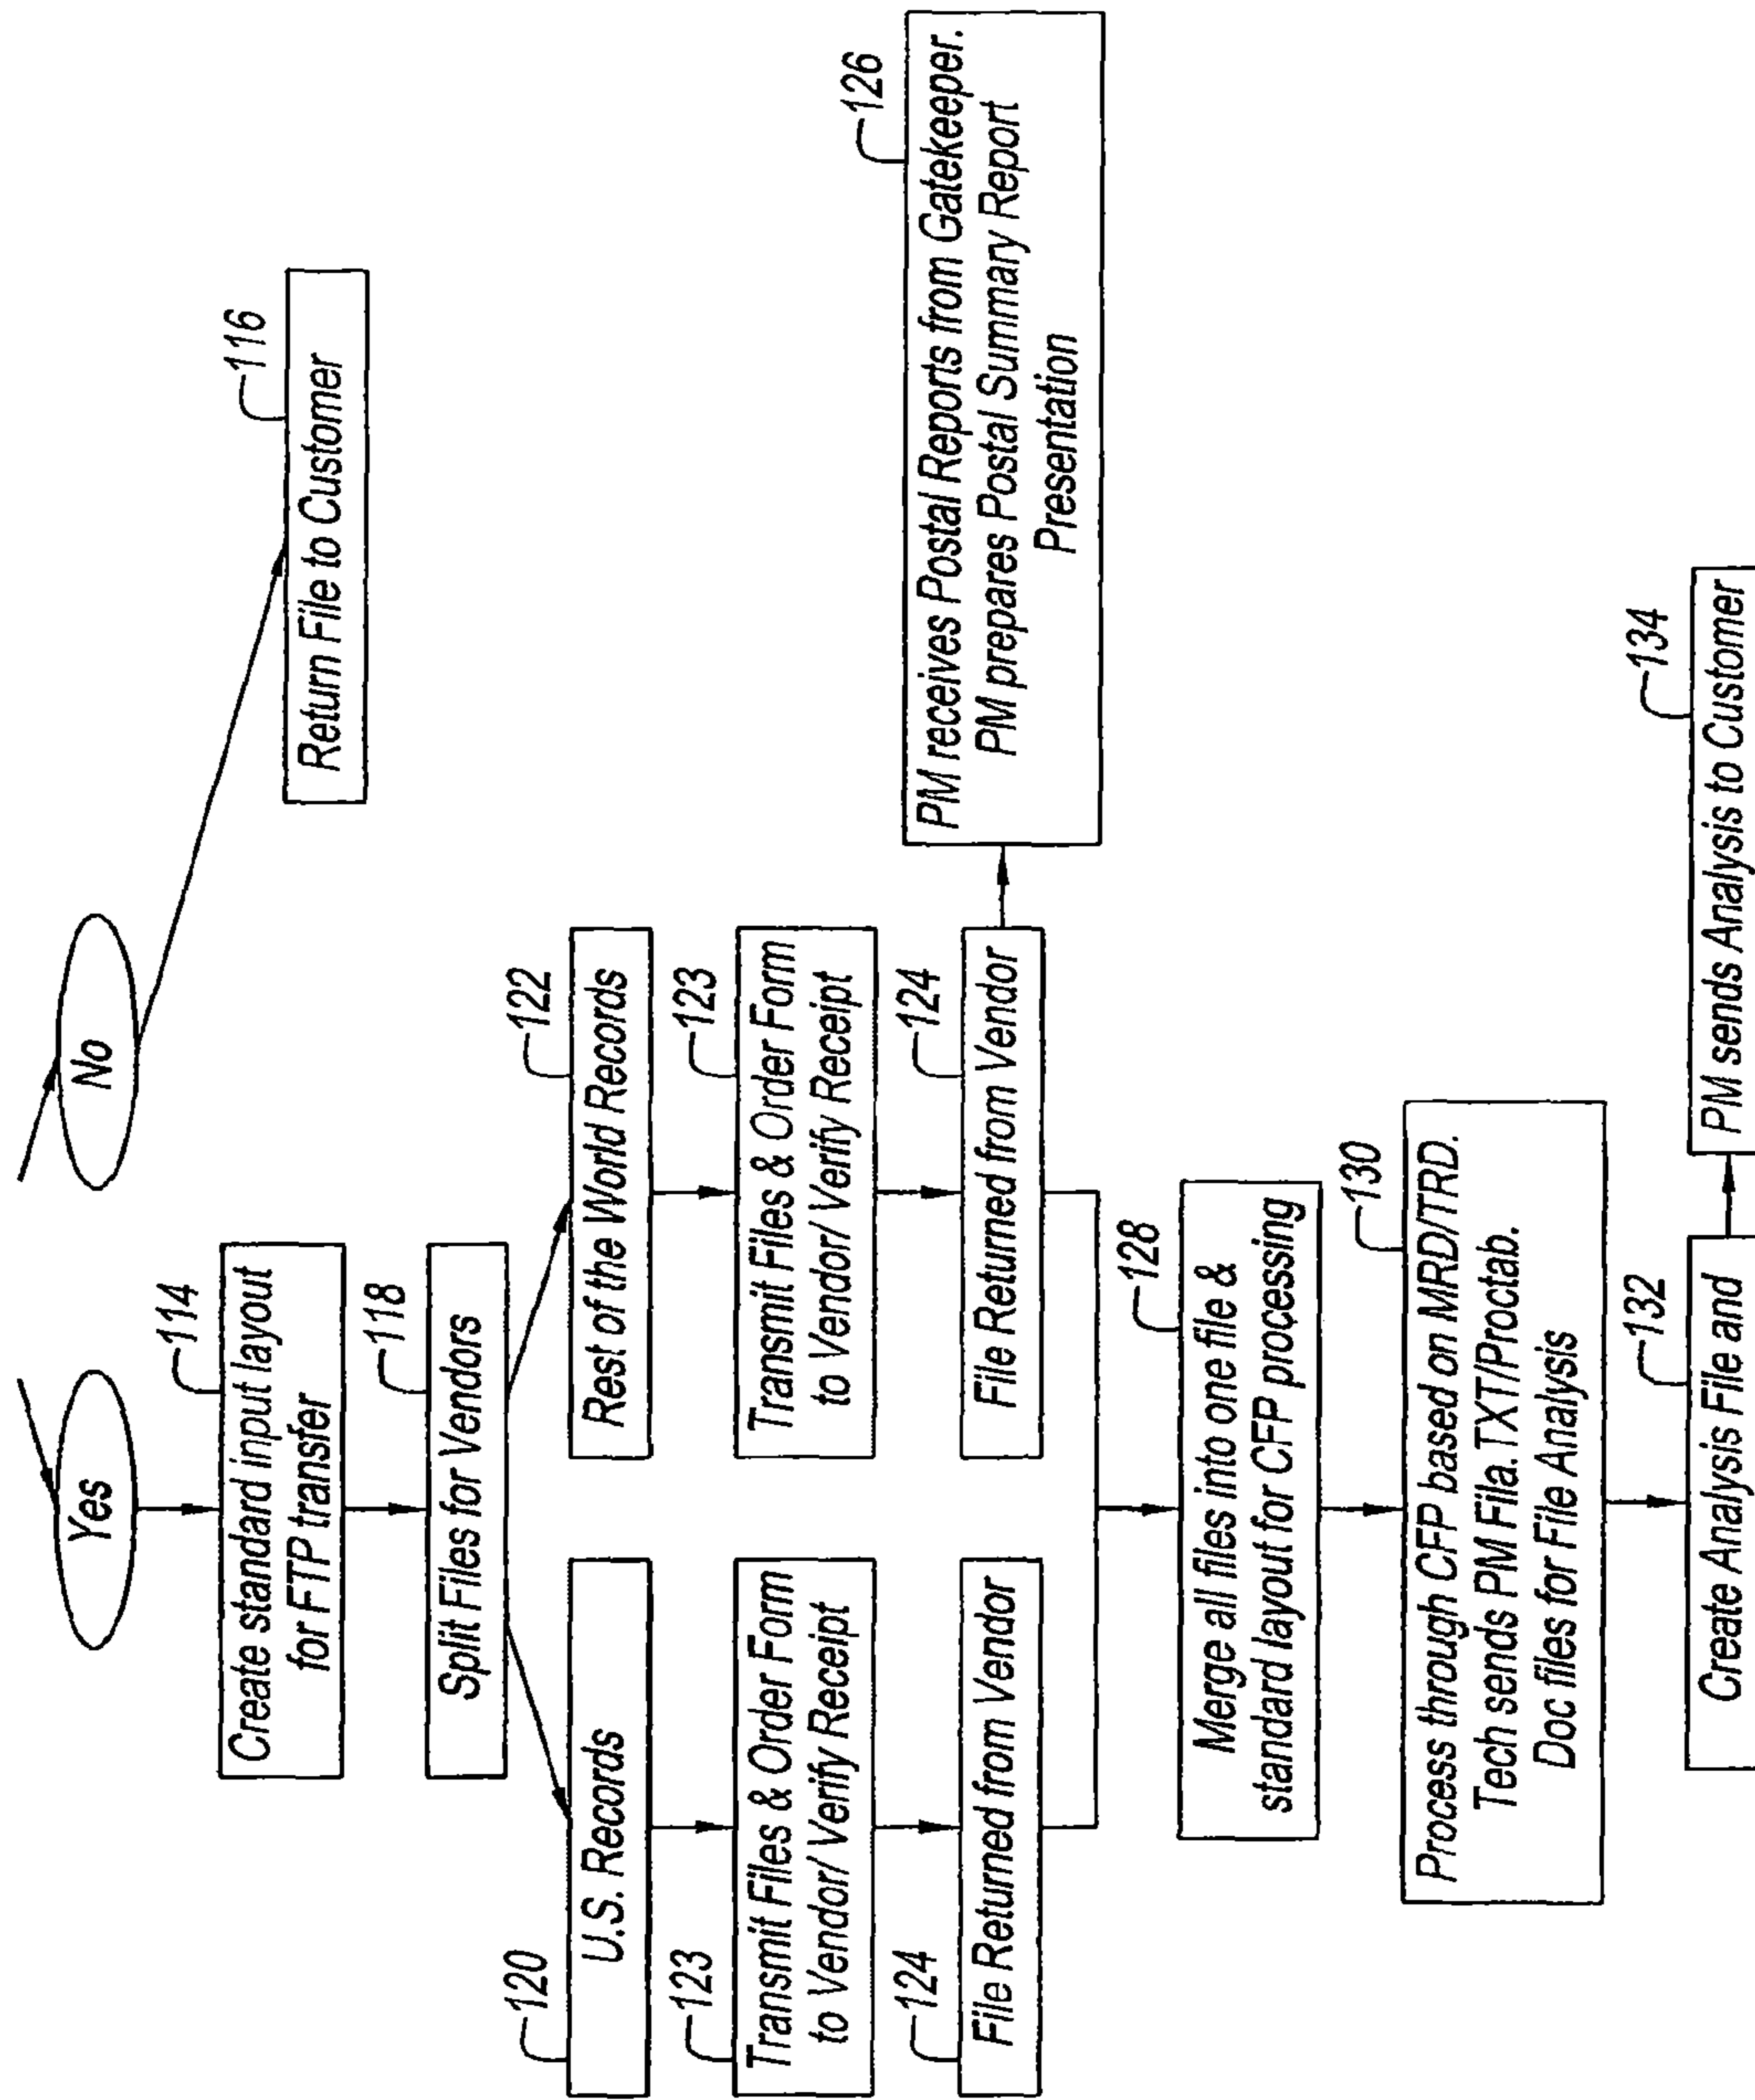 Yes
No
114
Create standard input layout
for FTP transfer
116
Return File to Customer
118
Split Files for Vendors
120
U.S. Records
122
Rest of the World Records
123
Transmit Files & Order Form
to Vendor/ Verify Receipt
123
Transmit Files & Order Form
to Vendor/ Verify Receipt
124
File Returned from Vendor
124
File Returned from Vendor
126
PM receives Postal Reports from Gatekeeper.
PM prepares Postal Summary Report
Presentation
128
Merge all files into one file &
standard layout for CFP processing
130
Process through CFP based on MRD/TRD.
Tech sends PM Fila.TXT/Proctab.
Doc files for File Analysis
132
Create Analysis File and
134
PM sends Analysis to Customer